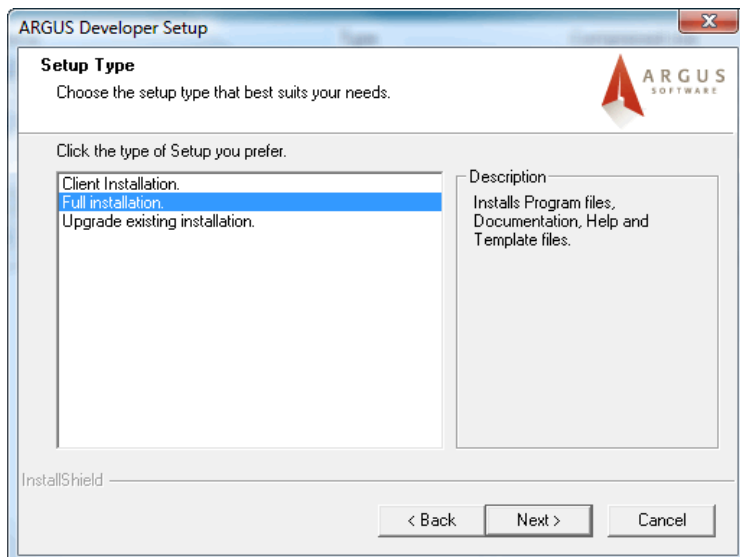 ARGUS Developer Setup
X
Setup Type
Choose the setup type that best suits your needs.
ARGUS
SOFTWARE
Click the type of Setup you prefer.
Client Installation.
Full installation.
Upgrade existing installation.
Description
Installs Program files,
Documentation, Help and
Template files.
InstallShield
< Back
Next >
Cancel